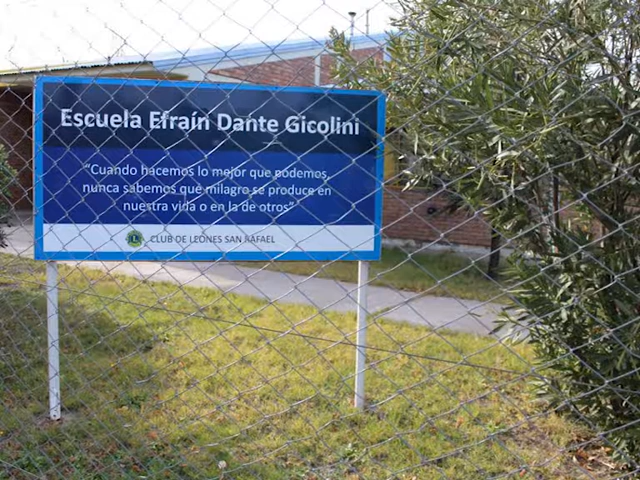 Escuela Efraín Dante Gicolini
"Cuando hacemos lo mejor que podemos,
nunca sabemos que milagro se produce en
nuestra vida o en la de otros"
L
CLUB DE LEONES SAN RAFAEL